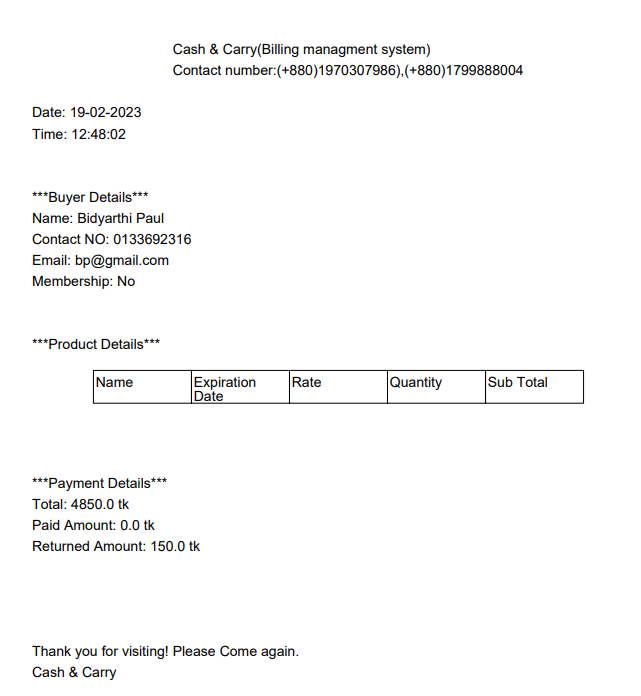 Cash & Carry(Billing managment system)
Contact number:(+880)1970307986),(+880)1799888004
Date: 19-02-2023
Time: 12:48:02
***Buyer Details***
Name: Bidyarthi Paul
Contact NO: 0133692316
Email: bp@gmail.com
Membership: No
***Product Details***
Name Expiration Date Rate Quantity Sub Total
***Payment Details***
Total: 4850.0 tk
Paid Amount: 0.0 tk
Returned Amount: 150.0 tk
Thank you for visiting! Please Come again.
Cash & Carry